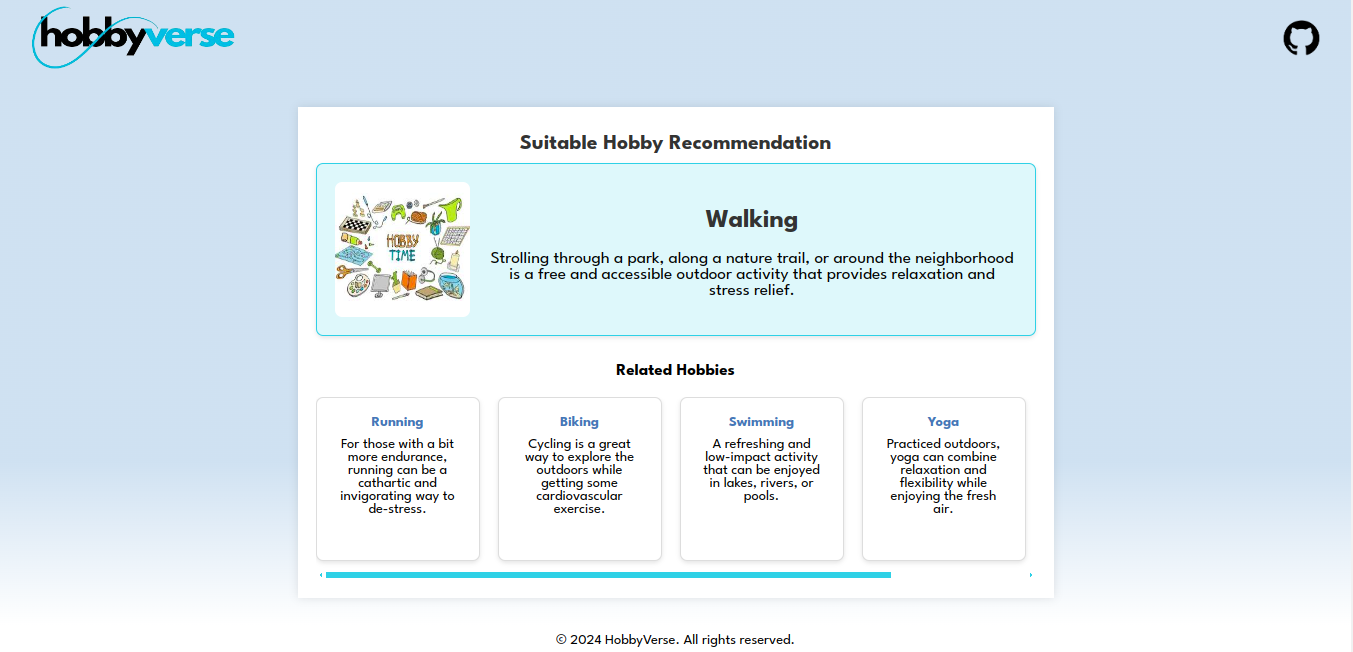 hobbyverse
Suitable Hobby Recommendation
HOBBY
TIME
Walking
Strolling through a park, along a nature trail, or around the neighborhood
is a free and accessible outdoor activity that provides relaxation and
stress relief.
Related Hobbies
Running
For those with a bit
more endurance,
running can be a
cathartic and
invigorating way to
de-stress.
Biking
Cycling is a great
way to explore the
outdoors while
getting some
cardiovascular
exercise.
Swimming
A refreshing and
low-impact activity
that can be enjoyed
in lakes, rivers, or
pools.
Yoga
Practiced outdoors,
yoga can combine
relaxation and
flexibility while
enjoying the fresh
air.
© 2024 HobbyVerse. All rights reserved.